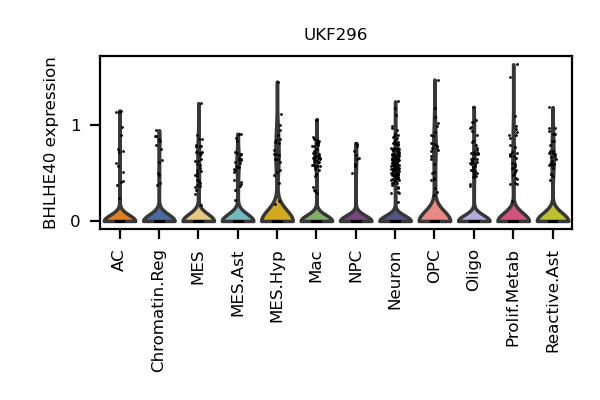 UKF296
BHLHE40 expression
1
0
AC
Chromatin.Reg
MES
MES.Ast
MES.Hyp
Mac
NPC
Neuron
OPC
Oligo
Prolif.Metab
Reactive.Ast